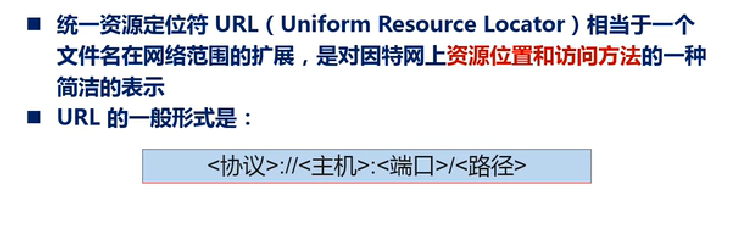 ■ 统一资源定位符 URL（Uniform Resource Locator）相当于一个
文件名在网络范围的扩展，是对因特网上资源位置和访问方法的一种
简洁的表示
■ URL 的一般形式是：
<协议>://<主机>:<端口>/<路径>